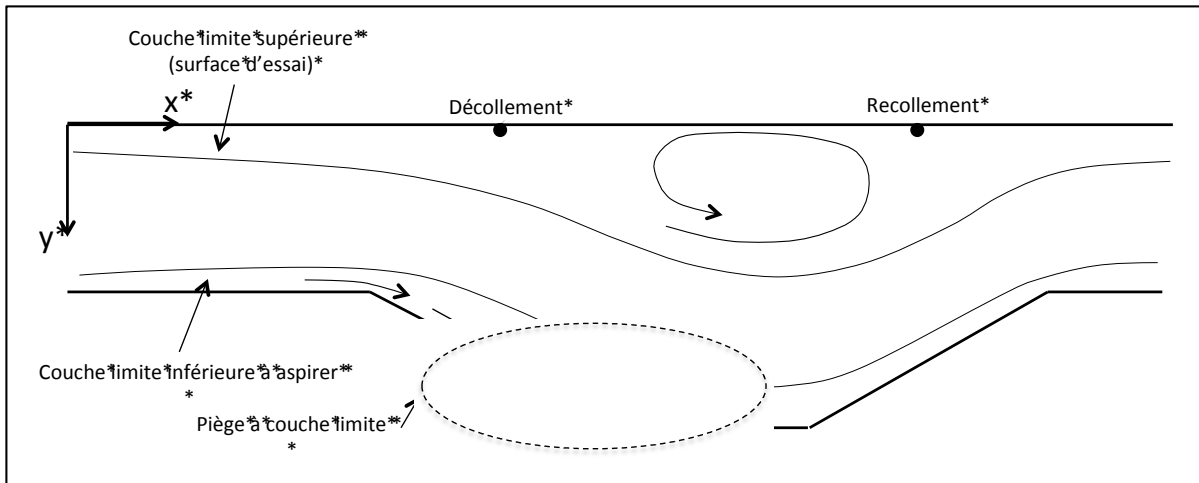 Couche*limite*supérieure**
(surface*d'essai)*
x*
Décollement*
Recollement*
y*
Couche*limite*inférieure*à*aspirer**
*
Piège*à*couche*limite**
*